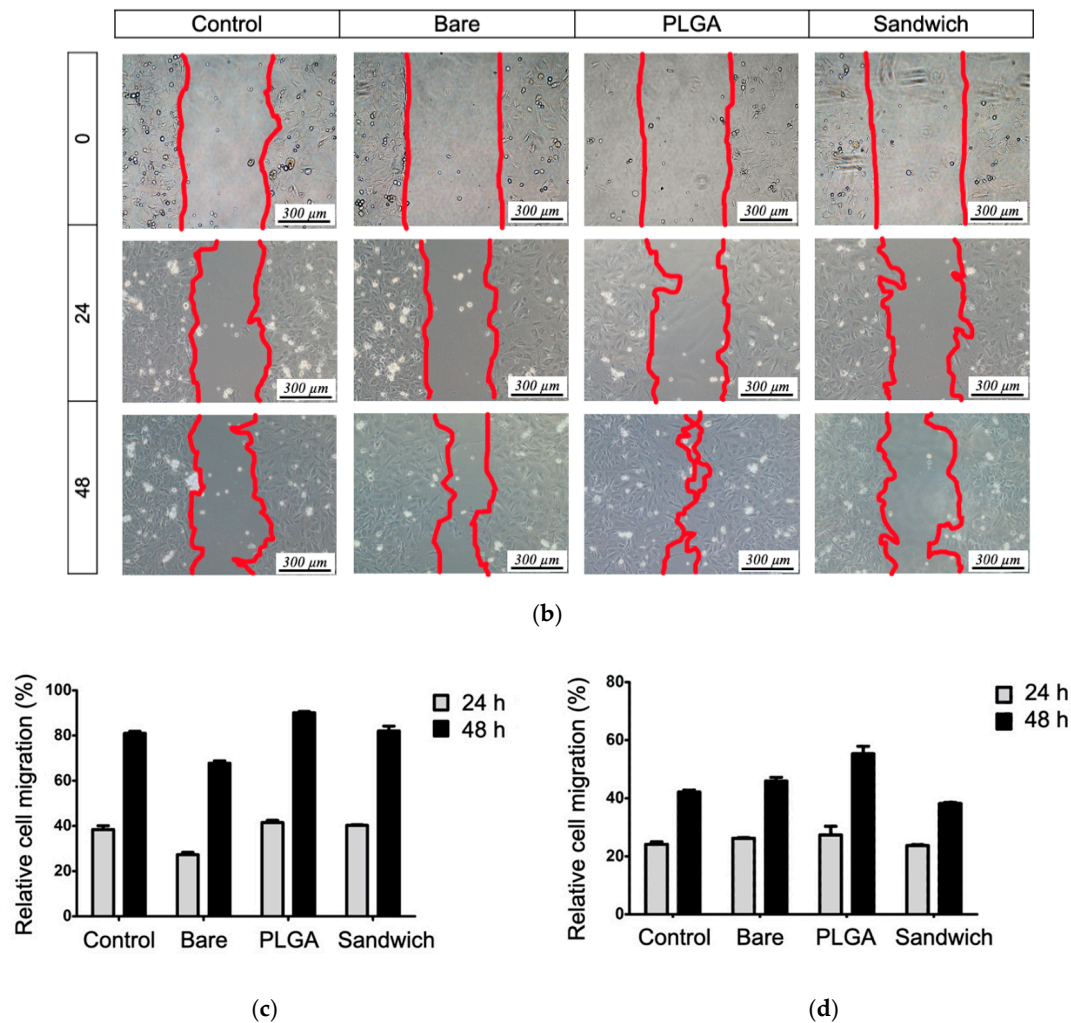 Control Bare PLGA Sandwich
0
300 µm 300 µm 300 µm 300 µm
24
300 µm 300 µm 300 µm 300 µm
48
300 µm 300 µm 300 µm 300 µm
(b)
Relative cell migration (%)
100
80
60
40
20
0
24 h
48 h
Control Bare PLGA Sandwich
(c)
Relative cell migration (%)
80
60
40
20
0
24 h
48 h
Control Bare PLGA Sandwich
(d)